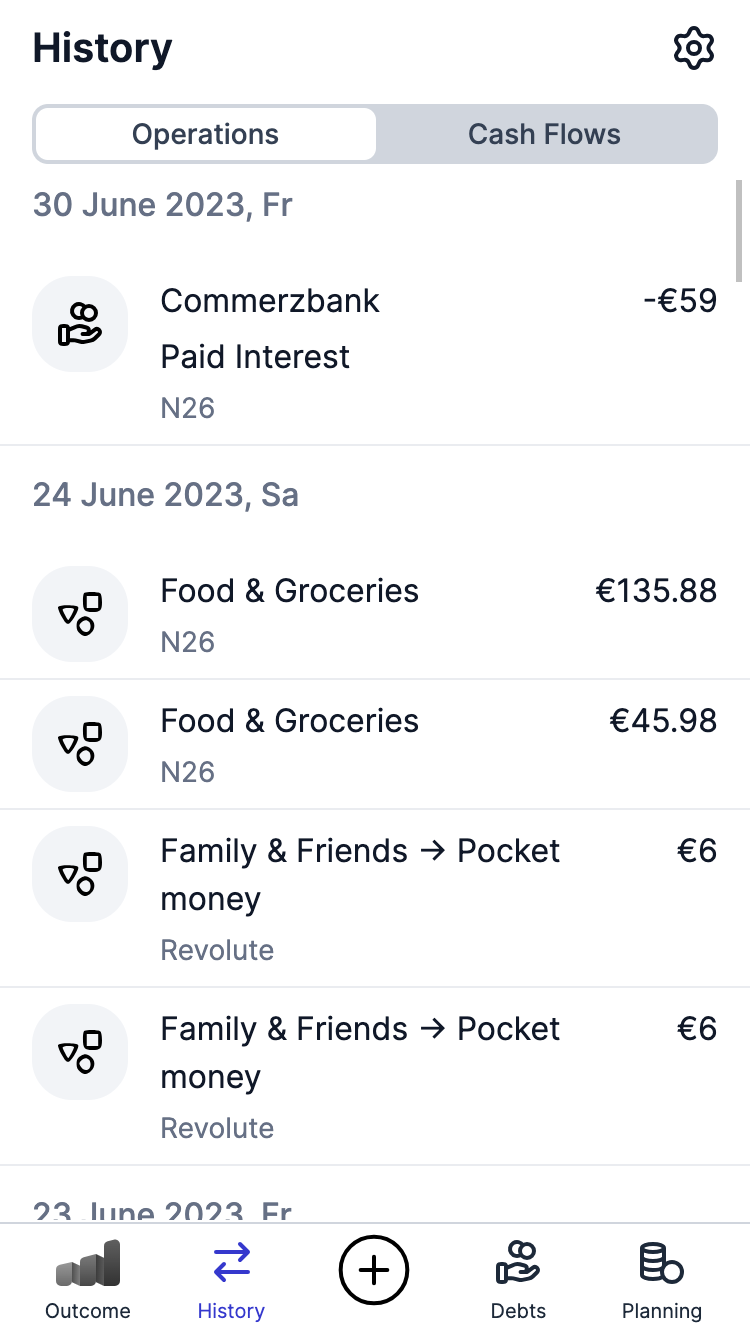 History
Operations
Cash Flows
30 June 2023, Fr
Commerzbank
-€59
Paid Interest
N26
24 June 2023, Sa
Food & Groceries
€135.88
N26
Food & Groceries
€45.98
N26
Family & Friends → Pocket
€6
money
Revolute
Family & Friends → Pocket
€6
money
Revolute
23 June 2023, Fr
Outcome
History
Debts
Planning